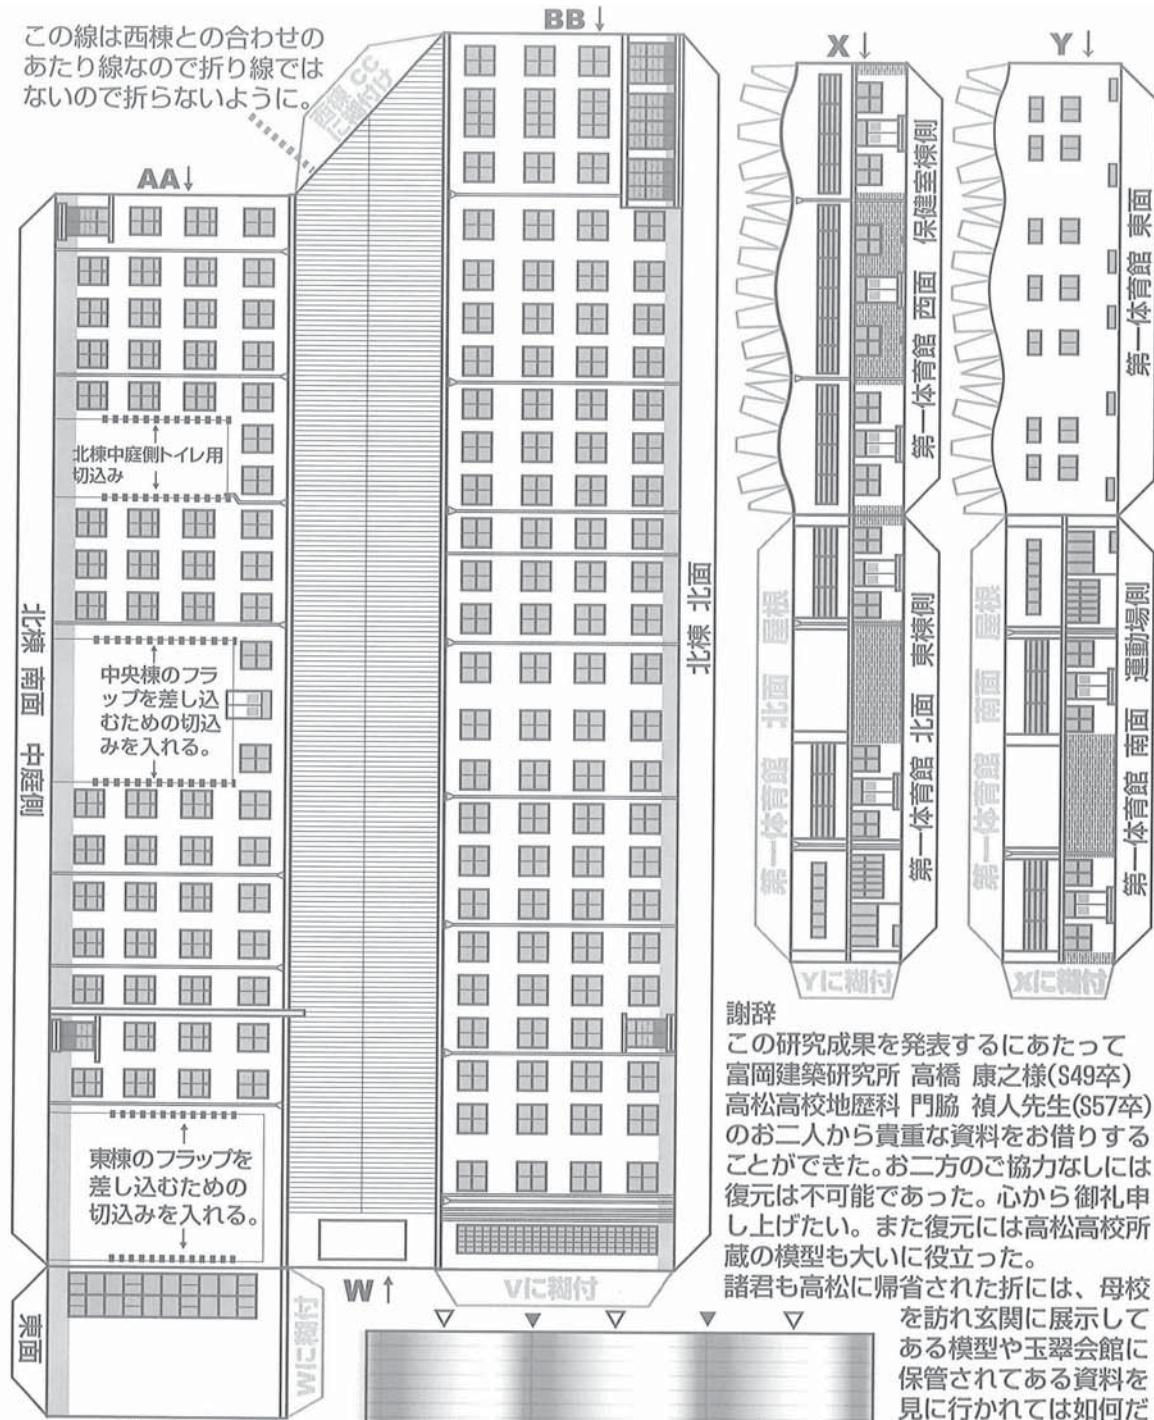 この線は西棟との合わせの
あたり線なので折り線では
ないので折らないように。
西棟 CC
に糊付け
AA↓
BB↓
X↓
Y↓
北棟中庭側トイレ用
切込み
中央棟のフラ
ップを差し込
むための切込
みを入れる。
東棟のフラップを
差し込むための
切込みを入れる。
北棟 南面 中庭側
東面
Wに糊付
W↑
Vに糊付
北棟 北面
第一体育館 西面 保健室棟側
第一体育館 北面 屋根
第一体育館 北面 東棟側
Yに糊付
第一体育館 東面
第一体育館 南面 屋根
第一体育館 南面 運動場側
Xに糊付
謝辞
この研究成果を発表するにあたって
富岡建築研究所 高橋 康之様(S49卒)
高松高校地歴科 門脇 禎人先生(S57卒)
のお二人から貴重な資料をお借りする
ことができた。お二方のご協力なしには
復元は不可能であった。心から御礼申
し上げたい。また復元には高松高校所
蔵の模型も大いに役立った。
諸君も高松に帰省された折には、母校
を訪れ玄関に展示して
ある模型や玉翠会館に
保管されてある資料を
見に行かれては如何だ